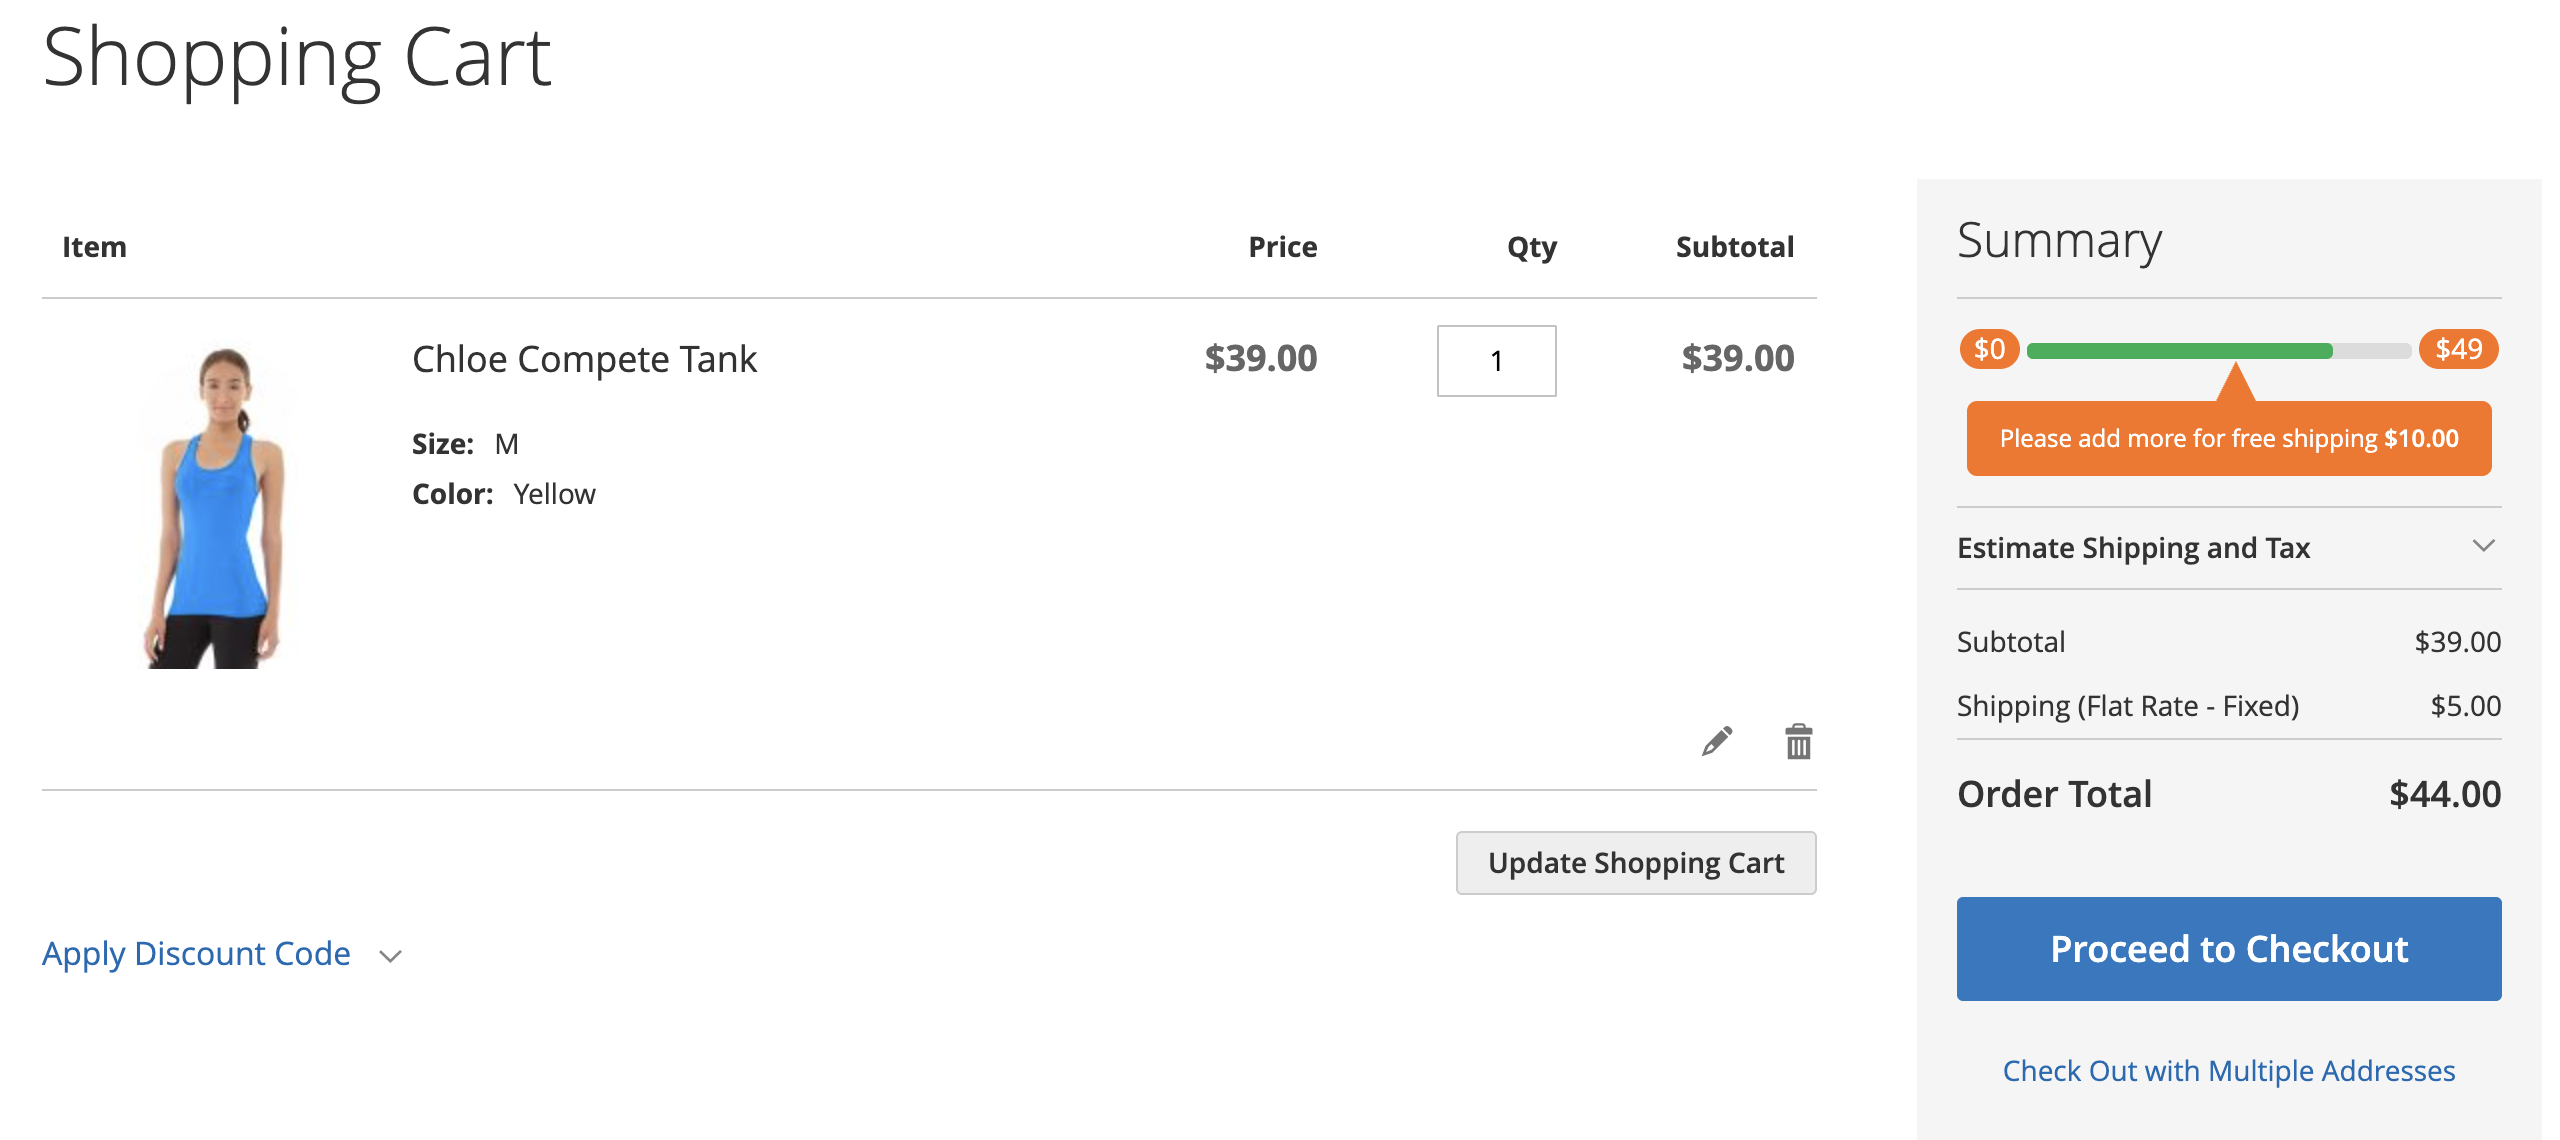 Shopping Cart
Item Price Qty Subtotal
Chloe Compete Tank $39.00 1 $39.00
Size: M
Color: Yellow
Update Shopping Cart
Apply Discount Code
Summary
$0 $49
Please add more for free shipping $10.00
Estimate Shipping and Tax
Subtotal $39.00
Shipping (Flat Rate - Fixed) $5.00
Order Total $44.00
Proceed to Checkout
Check Out with Multiple Addresses